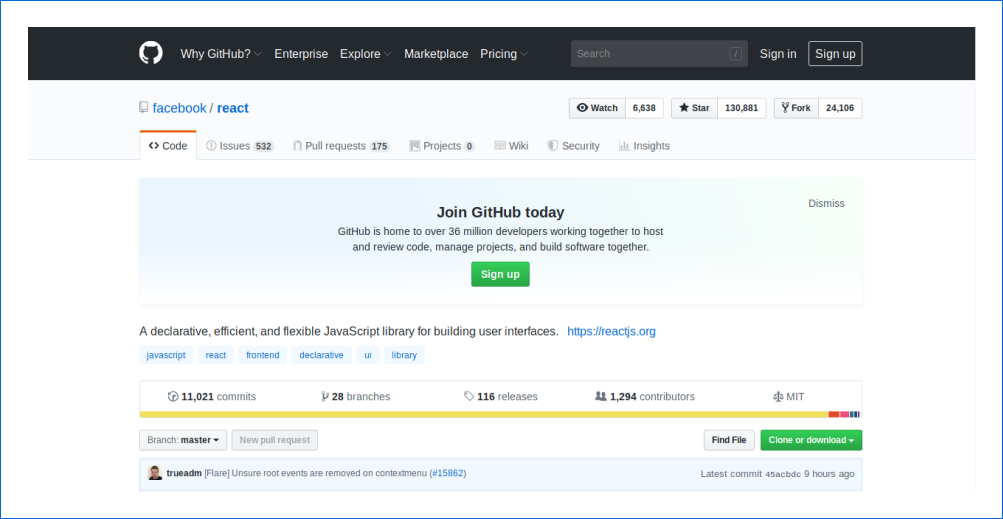 Why GitHub? Enterprise Explore Marketplace Pricing Search / Sign in Sign up
facebook / react Watch 6,638 Star 130,881 Fork 24,106
Code Issues 532 Pull requests 175 Projects 0 Wiki Security Insights
Dismiss
Join GitHub today
GitHub is home to over 36 million developers working together to host
and review code, manage projects, and build software together.
Sign up
A declarative, efficient, and flexible JavaScript library for building user interfaces. https://reactjs.org
javascript react frontend declarative ui library
11,021 commits 28 branches 116 releases 1,294 contributors MIT
Branch: master New pull request Find File Clone or download
trueadm [Flare] Unsure root events are removed on contextmenu (#15862) Latest commit 45acbdc 9 hours ago